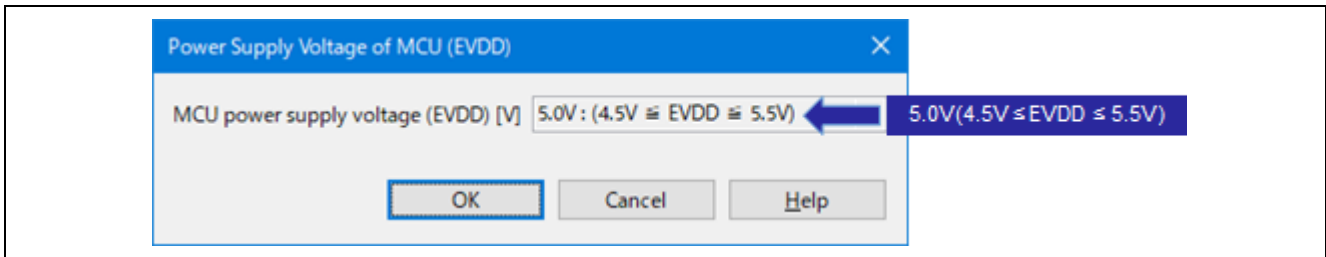 Power Supply Voltage of MCU (EVDD)
MCU power supply voltage (EVDD) [V] 5.0V : (4.5V ≦ EVDD ≦ 5.5V) 5.0V(4.5V≤EVDD ≤ 5.5V)
OK Cancel Help